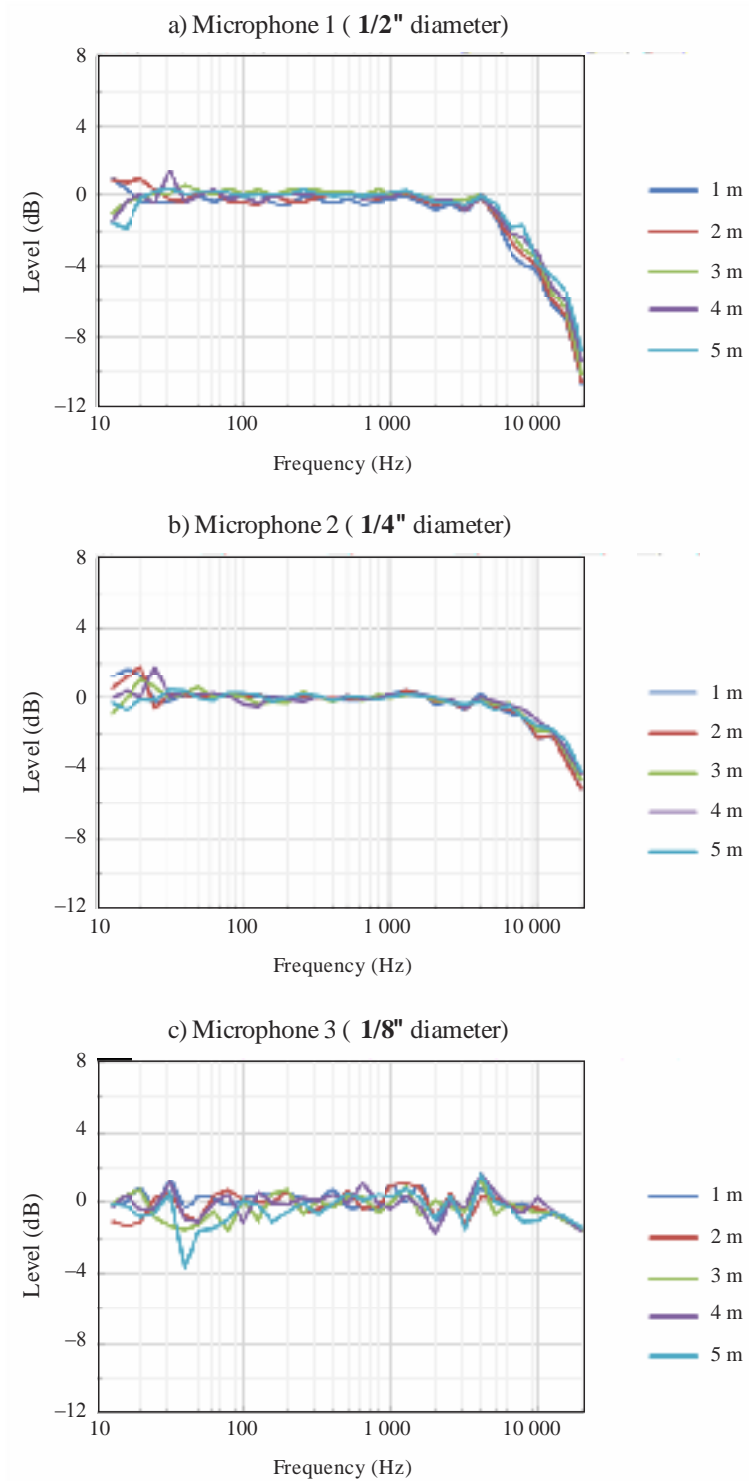 a) Microphone 1 ( 1/2" diameter)
8
4
0
–4
–8
–12
Level (dB)
10 100 1 000 10 000
Frequency (Hz)
1 m
2 m
3 m
4 m
5 m
b) Microphone 2 ( 1/4" diameter)
8
4
0
–4
–8
–12
Level (dB)
10 100 1 000 10 000
Frequency (Hz)
1 m
2 m
3 m
4 m
5 m
c) Microphone 3 ( 1/8" diameter)
8
4
0
–4
–8
–12
Level (dB)
10 100 1 000 10 000
Frequency (Hz)
1 m
2 m
3 m
4 m
5 m